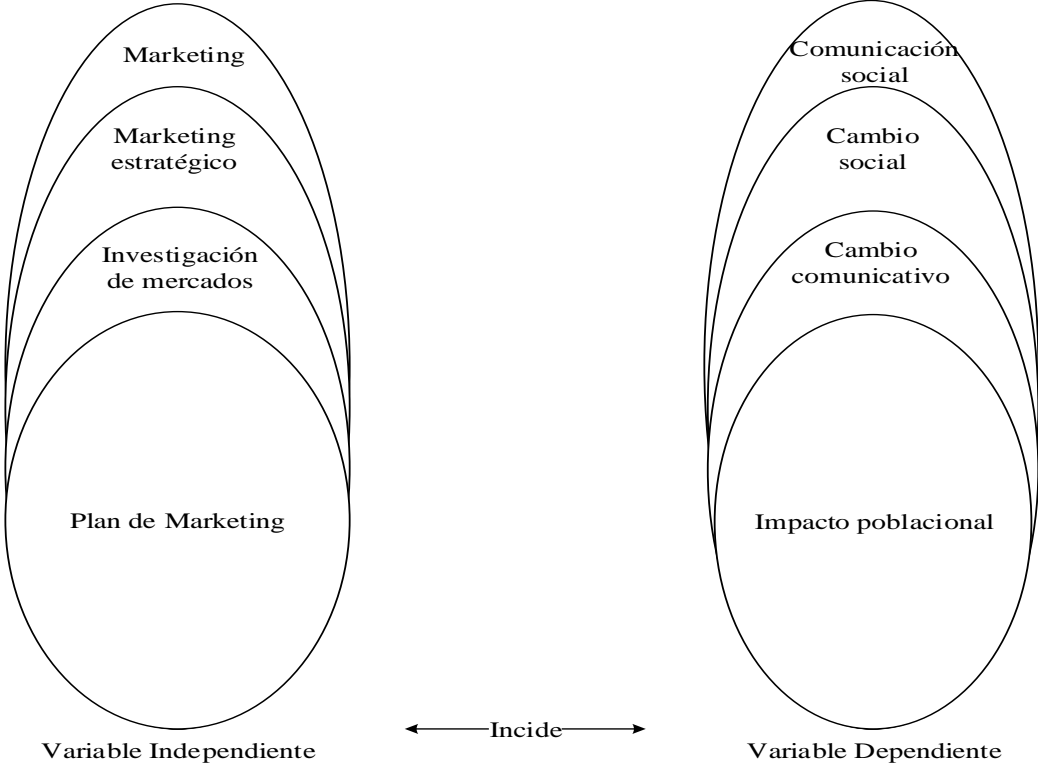 Marketing
Marketing
estratégico
Investigación
de mercados
Plan de Marketing
Variable Independiente
Incide
Comunicación
social
Cambio
social
Cambio
comunicativo
Impacto poblacional
Variable Dependiente